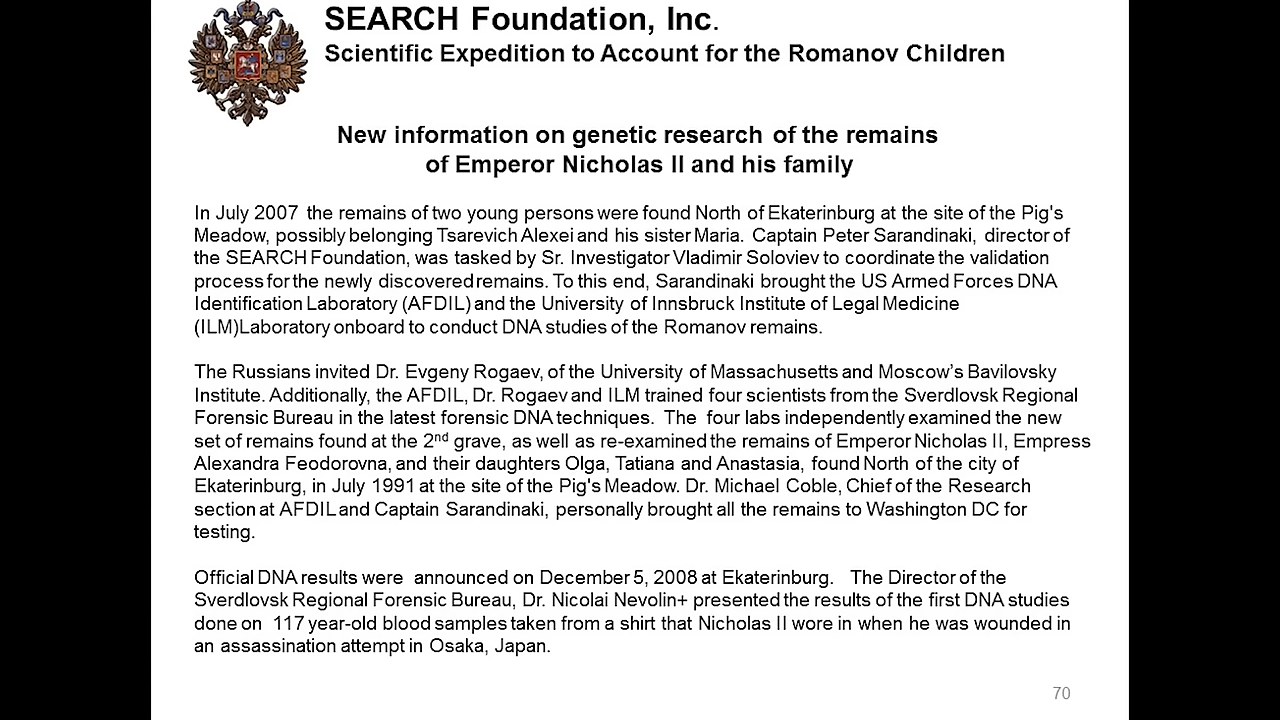 SEARCH Foundation, Inc.
Scientific Expedition to Account for the Romanov Children
New information on genetic research of the remains
of Emperor Nicholas II and his family
In July 2007 the remains of two young persons were found North of Ekaterinburg at the site of the Pig's
Meadow, possibly belonging Tsarevich Alexei and his sister Maria. Captain Peter Sarandinaki, director of
the SEARCH Foundation, was tasked by Sr. Investigator Vladimir Soloviev to coordinate the validation
process for the newly discovered remains. To this end, Sarandinaki brought the US Armed Forces DNA
Identification Laboratory (AFDIL) and the University of Innsbruck Institute of Legal Medicine
(ILM)Laboratory onboard to conduct DNA studies of the Romanov remains.
The Russians invited Dr. Evgeny Rogaev, of the University of Massachusetts and Moscow's Bavilovsky
Institute. Additionally, the AFDIL, Dr. Rogaev and ILM trained four scientists from the Sverdlovsk Regional
Forensic Bureau in the latest forensic DNA techniques. The four labs independently examined the new
set of remains found at the 2nd grave, as well as re-examined the remains of Emperor Nicholas II, Empress
Alexandra Feodorovna, and their daughters Olga, Tatiana and Anastasia, found North of the city of
Ekaterinburg, in July 1991 at the site of the Pig's Meadow. Dr. Michael Coble, Chief of the Research
section at AFDIL and Captain Sarandinaki, personally brought all the remains to Washington DC for
testing.
Official DNA results were announced on December 5, 2008 at Ekaterinburg. The Director of the
Sverdlovsk Regional Forensic Bureau, Dr. Nicolai Nevolin+ presented the results of the first DNA studies
done on 117 year-old blood samples taken from a shirt that Nicholas II wore in when he was wounded in
an assassination attempt in Osaka, Japan.
70